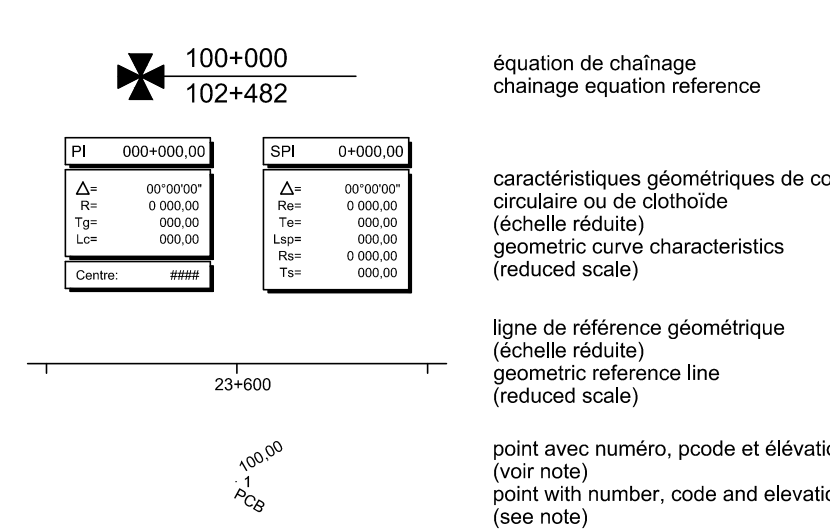 100+000
102+482
équation de chaînage
chainage equation reference
PI 000+000,00
Δ= 00°00'00"
R= 0 000,00
Tg= 000,00
Lc= 000,00
Centre: ####
SPI 0+000,00
Δ= 00°00'00"
Re= 0 000,00
Te= 000,00
Lsp= 000,00
Rs= 0 000,00
Ts= 000,00
caractéristiques géométriques de
circulaire ou de clothoïde
(échelle réduite)
geometric curve characteristics
(reduced scale)
23+600
ligne de référence géométrique
(échelle réduite)
geometric reference line
(reduced scale)
100,00
. 1
PCB
point avec numéro, pcode et
(voir note)
point with number, code and
(see note)